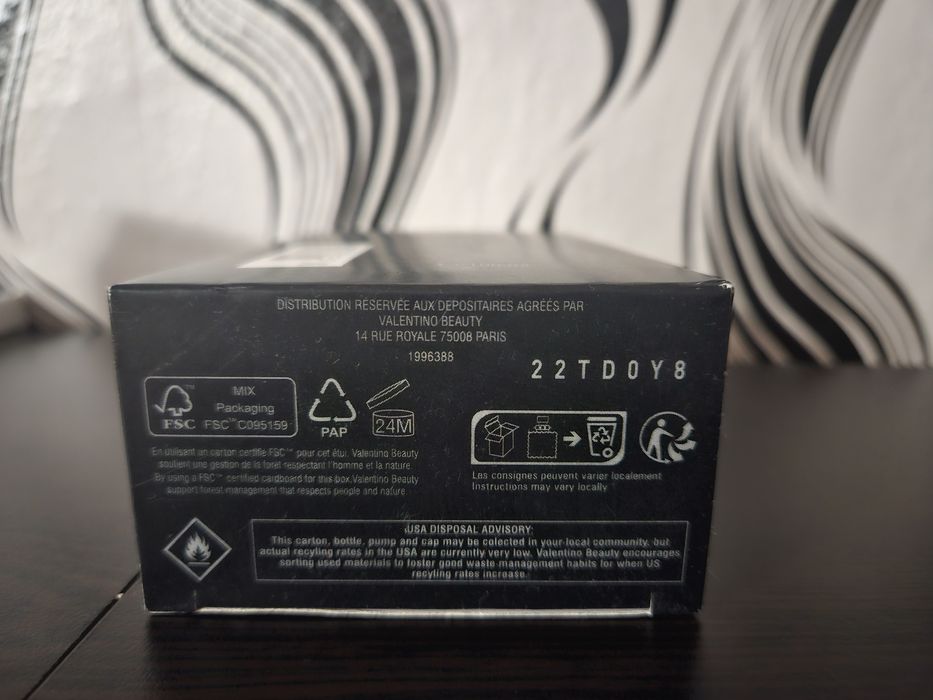 DISTRIBUTION RÉSERVÉE AUX DEPOSITAIRES AGRÉÉS PAR
VALENTINO BEAUTY
14 RUE ROYALE 75008 PARIS
1996388
22TD0Y8
MIX
Packaging
FSC™ C095159
FSC
PAP
24M
En utilisant un carton certifié FSC™ pour cet étui, Valentino Beauty
soutient une gestion de la forêt respectant l'homme et la nature.
By using a FSC™ certified cardboard for this box, Valentino Beauty
support forest management that respects people and nature.
Les consignes peuvent varier localement
Instructions may vary locally
USA DISPOSAL ADVISORY:
This carton, bottle, pump and cap may be colected in your local community, but
actual recyling rates in the USA are currently very low. Valentino Beauty encourages
sorting used materials to foster good waste management habits for when US
recyling rates increase.